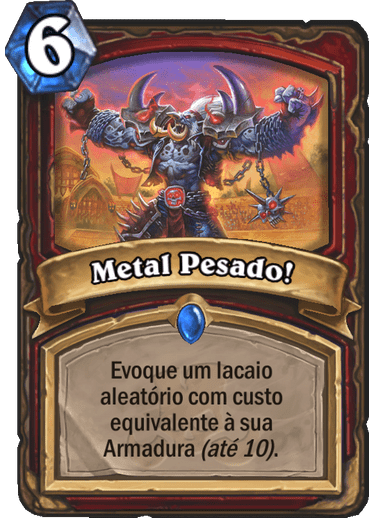 6
Metal Pesado!
Evoque um lacaio
aleatório com custo
equivalente à sua
Armadura (até 10).